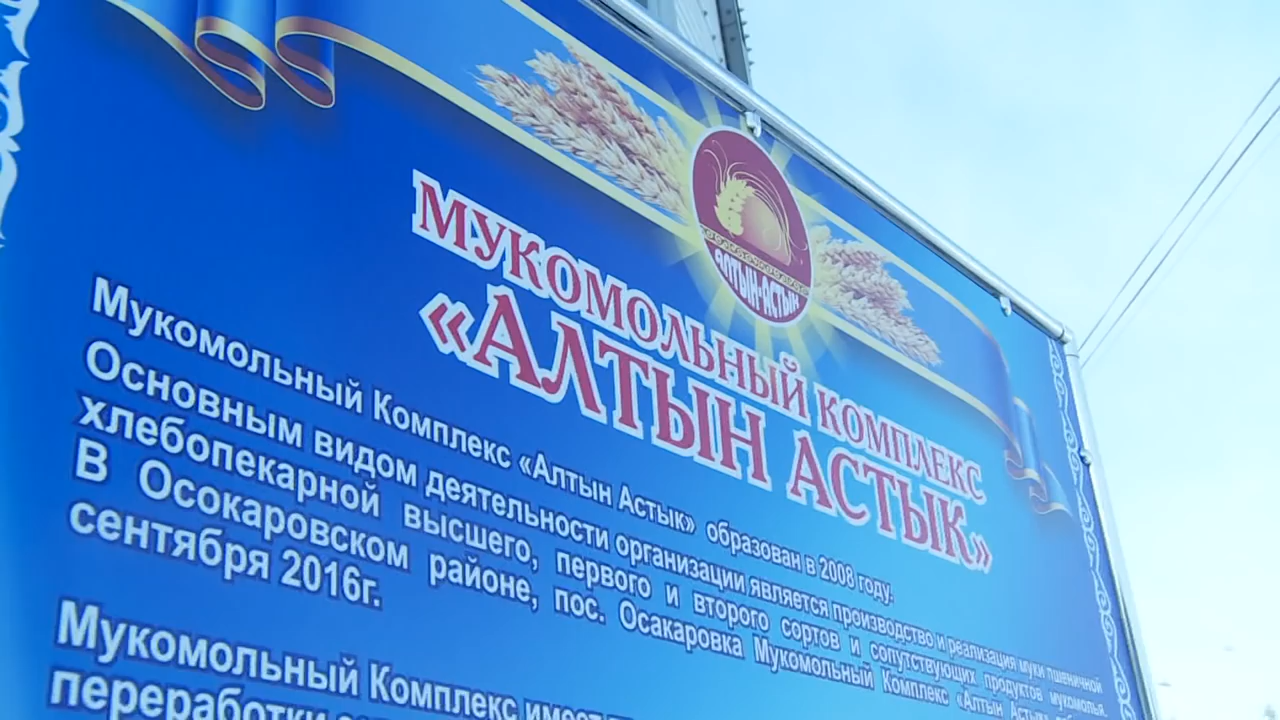 АЛТЫН-АСТЫҚ
МУКОМОЛЬНЫЙ КОМПЛЕКС
«АЛТЫН АСТЫК»
Мукомольный Комплекс «Алтын Астык» образован в 2008 году.
Основным видом деятельности организации является производство и реализация муки пшеничной
хлебопекарной высшего, первого и второго сортов и сопутствующих продуктов мукомолья.
В Осокаровском районе, пос. Осакаровка Мукомольный Комплекс «Алтын
сентября 2016г.
Мукомольный Комплекс имеет
переработки